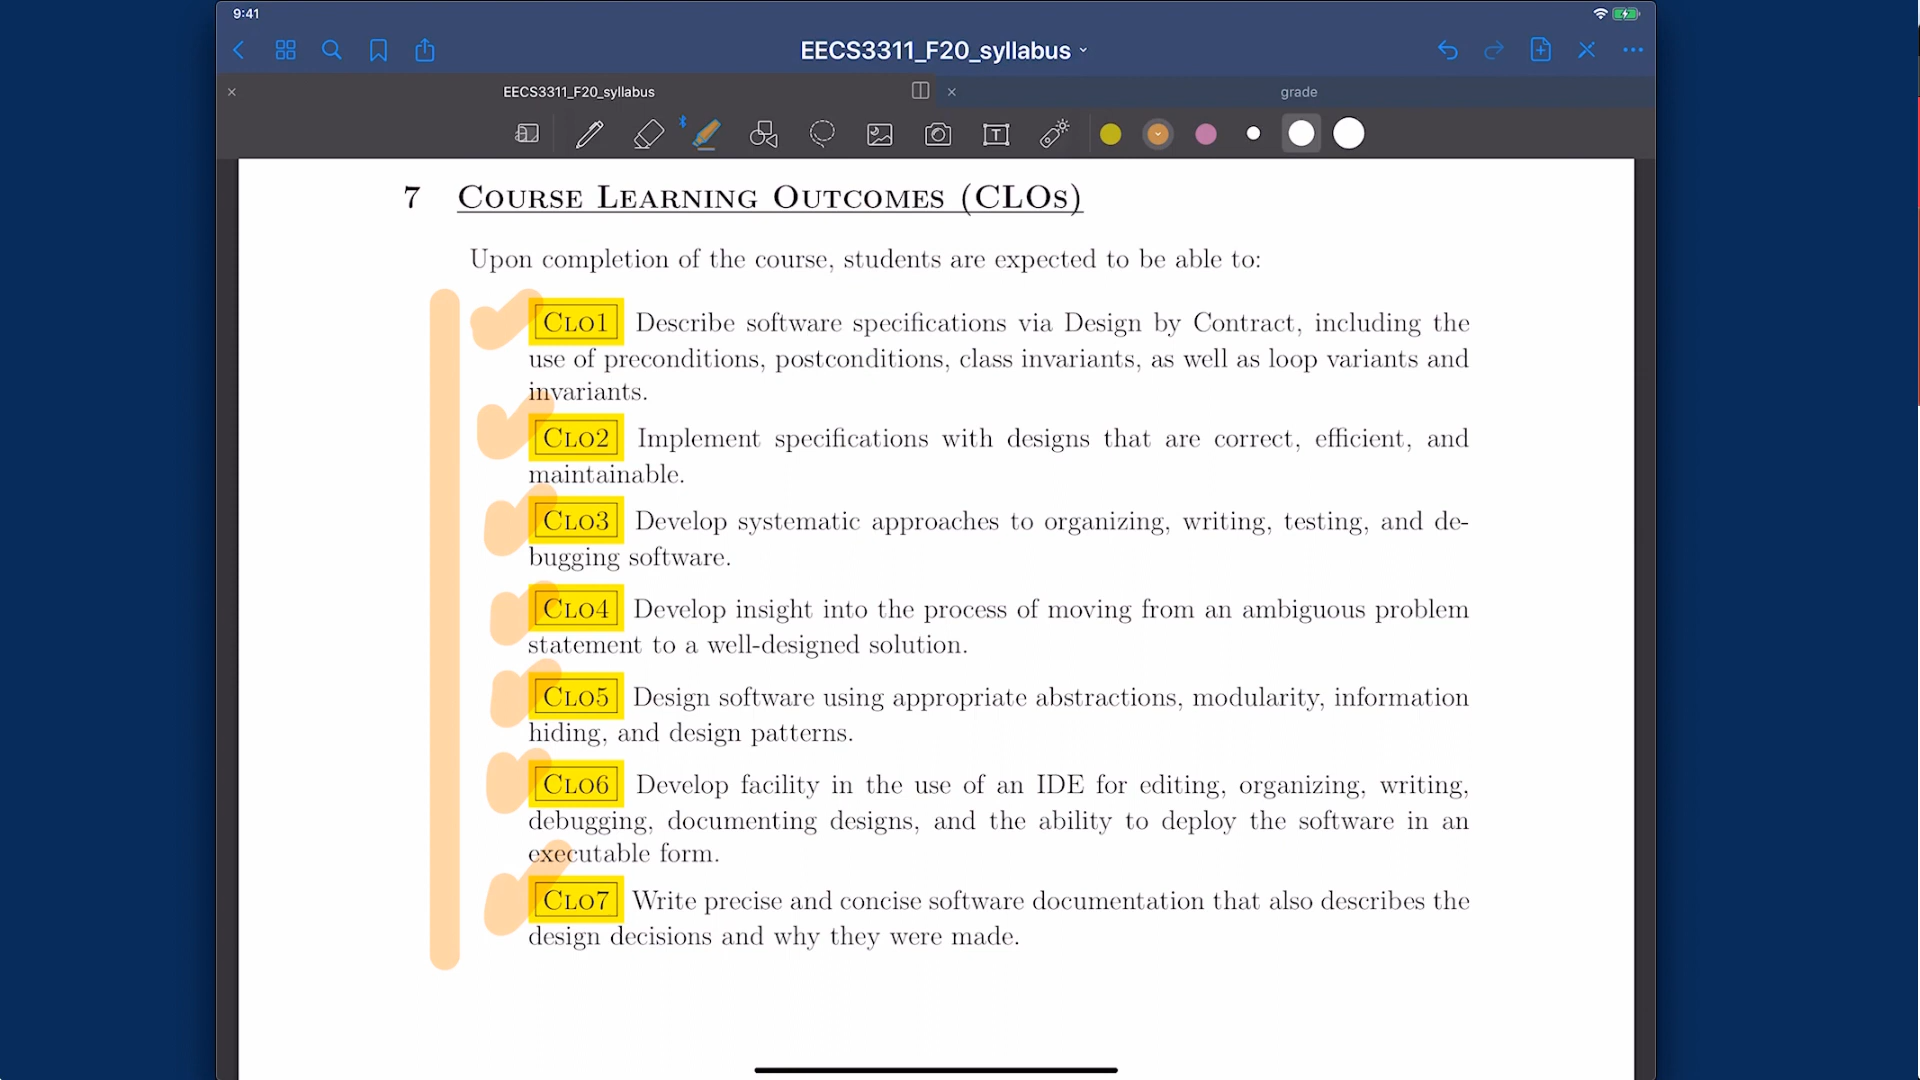 9:41
EECS3311_F20_syllabus
EECS3311_F20_syllabus
grade
7 COURSE LEARNING OUTCOMES (CLOS)
Upon completion of the course, students are expected to be able to:
CLO1 Describe software specifications via Design by Contract, including the
use of preconditions, postconditions, class invariants, as well as loop variants and
invariants.
CLO2 Implement specifications with designs that are correct, efficient, and
maintainable.
CLO3 Develop systematic approaches to organizing, writing, testing, and de-
bugging software.
CLO4 Develop insight into the process of moving from an ambiguous problem
statement to a well-designed solution.
CLO5 Design software using appropriate abstractions, modularity, information
hiding, and design patterns.
CLO6 Develop facility in the use of an IDE for editing, organizing, writing,
debugging, documenting designs, and the ability to deploy the software in an
executable form.
CLO7 Write precise and concise software documentation that also describes the
design decisions and why they were made.